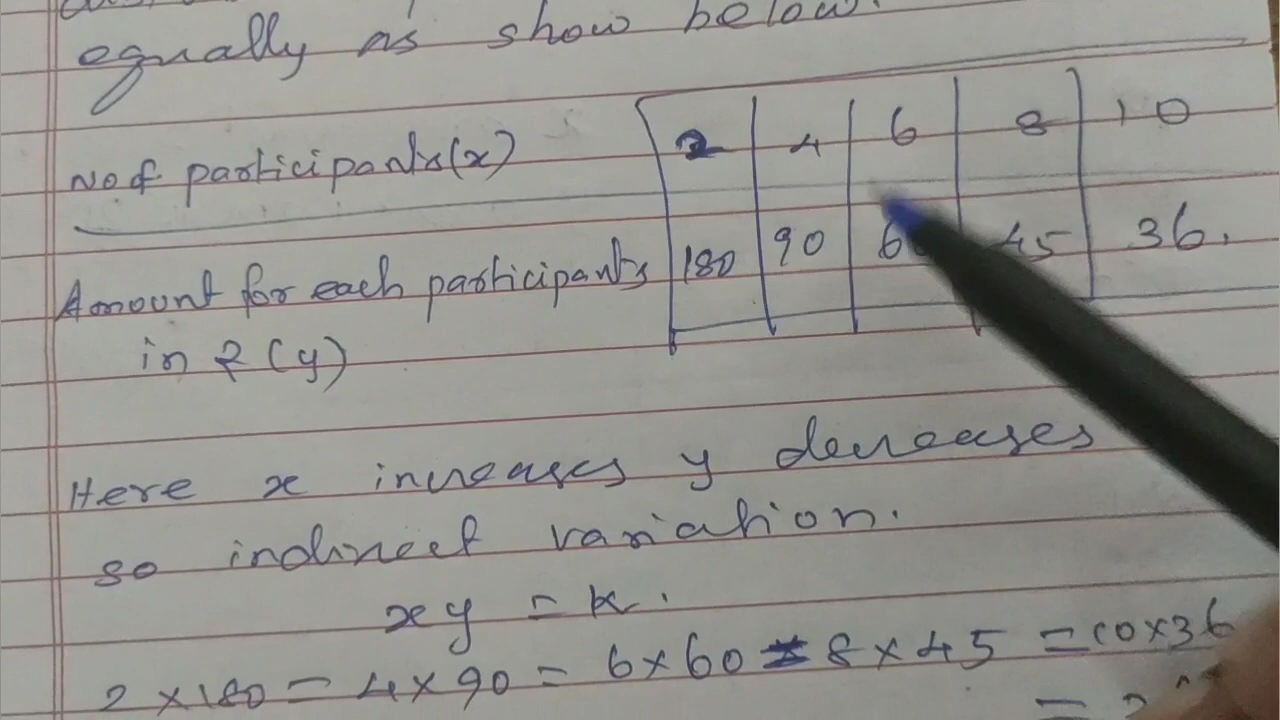 equally as show below.
No of participants(x) 2 4 6 8 10
Amount for each participants 180 90 60 45 36.
in ₹ (y)
Here x increases y decreases
so indirect variation.
xy = k.
2 × 180 = 4 × 90 = 6 × 60 = 8 × 45 = 10 × 36
=